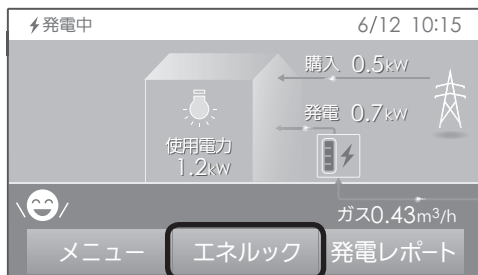 発電中 6/12 10:15
購入 0.5kW
発電 0.7kW
使用電力
1.2kW
ガス0.43m³/h
メニュー エネルック 発電レポート